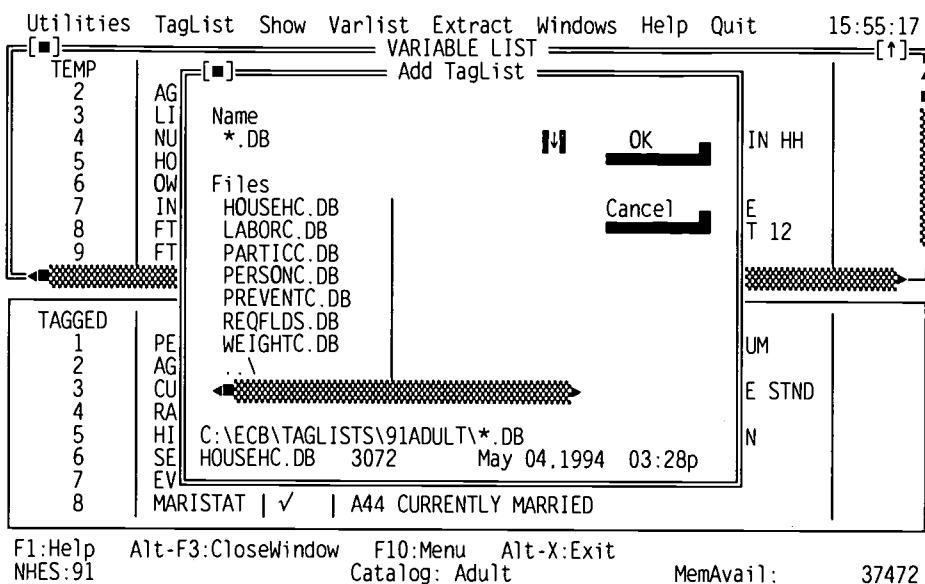 Utilities TagList Show Varlist Extract Windows Help Quit 15:55:17
[■] VARIABLE LIST [↑]
TEMP
[■] Add TagList
2 AG
3 LI
4 NU IN HH
5 HO
6 OW
7 IN E
8 FT T 12
9 FT
Name
*.DB
OK
Files
HOUSEHC.DB
Cancel
LABORC.DB
PARTICC.DB
PERSONC.DB
PREVENTC.DB
REQFLDS.DB
WEIGHTC.DB
..\
C:\ECB\TAGLISTS\91ADULT\*.DB
HOUSEHC.DB 3072 May 04,1994 03:28p
TAGGED
1 PE UM
2 AG
3 CU E STND
4 RA
5 HI N
6 SE
7 EV
8 MARISTAT | √ | A44 CURRENTLY MARRIED
F1:Help Alt-F3:CloseWindow F10:Menu Alt-X:Exit
NHES:91 Catalog: Adult MemAvail: 37472